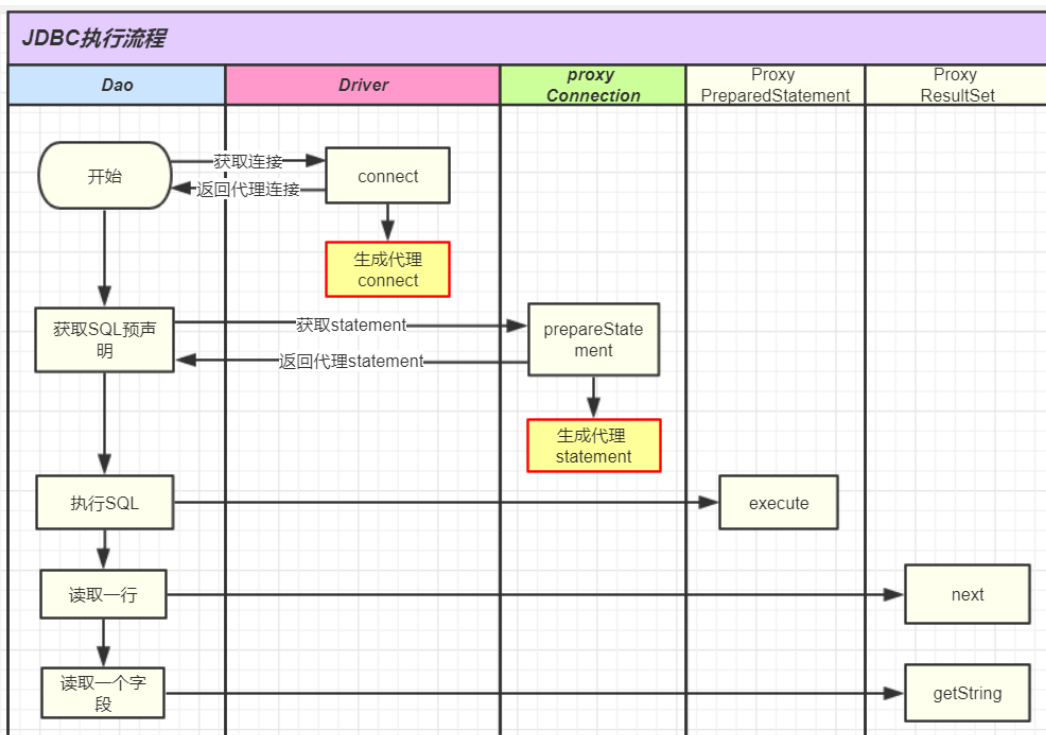 JDBC执行流程
Dao
Driver
proxy
Connection
Proxy
PreparedStatement
Proxy
ResultSet
开始
获取连接
返回代理连接
connect
生成代理
connect
获取SQL预声
明
获取statement
返回代理statement
prepareState
ment
生成代理
statement
执行SQL
execute
读取一行
next
读取一个字
段
getString